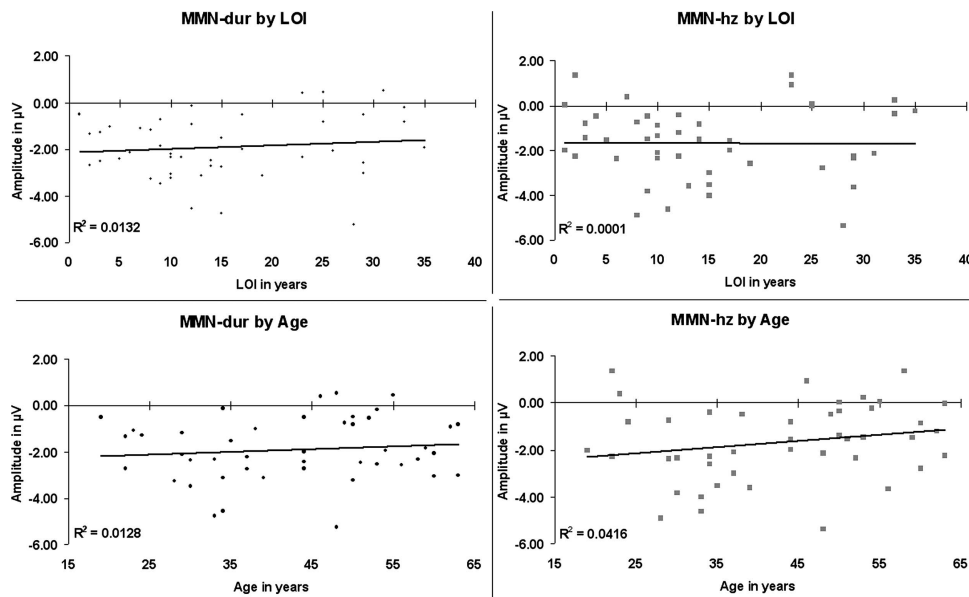 MMN-dur by LOI
2.00
0.00
-2.00
-4.00
-6.00
Amplitude in µV
R² = 0.0132
0 5 10 15 20 25 30 35 40
LOI in years
MMN-hz by LOI
2.00
0.00
-2.00
-4.00
-6.00
Amplitude in µV
R² = 0.0001
0 5 10 15 20 25 30 35 40
LOI in years
MMN-dur by Age
2.00
0.00
-2.00
-4.00
-6.00
Amplitude in µV
R² = 0.0128
15 25 35 45 55 65
Age in years
MMN-hz by Age
2.00
0.00
-2.00
-4.00
-6.00
Amplitude in µV
R² = 0.0416
15 25 35 45 55 65
Age in years